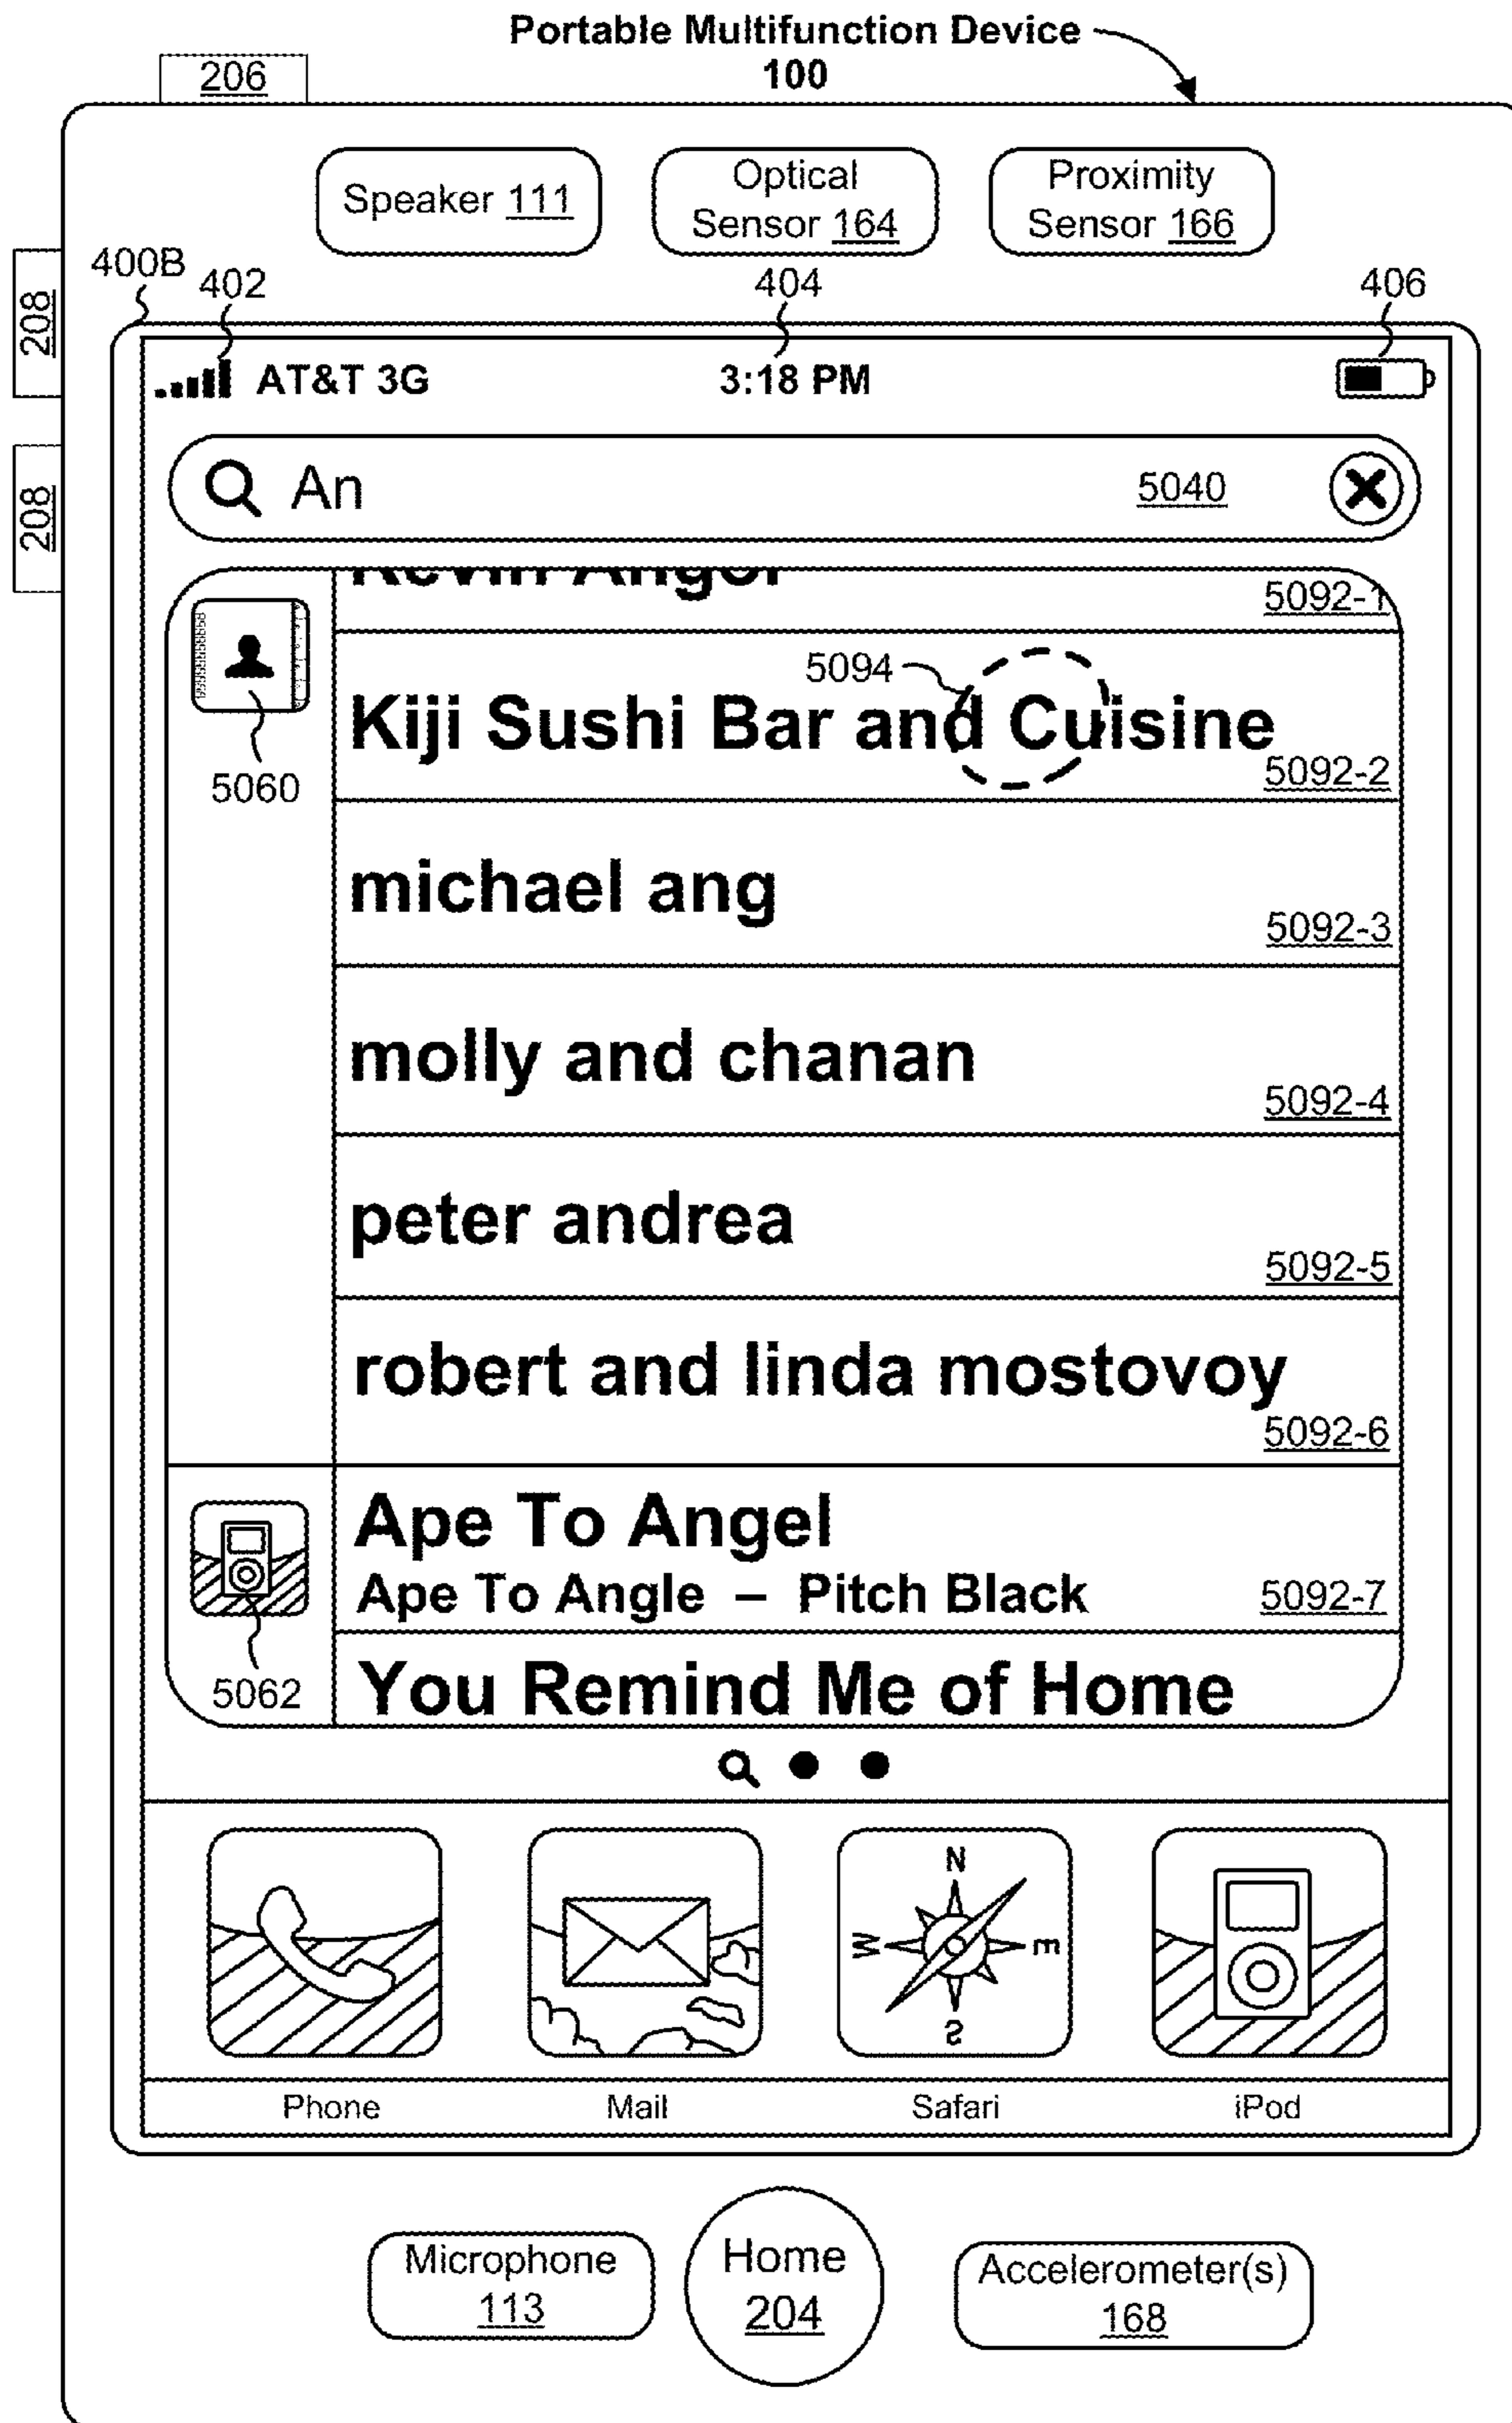 Portable Multifunction Device
100
206
Speaker 111
Optical
Sensor 164
Proximity
Sensor 166
208
208
400B
402
404
406
AT&T 3G
3:18 PM
An
5040
Kevin Angel
5092-1
5060
5094
Kiji Sushi Bar and Cuisine
5092-2
michael ang
5092-3
molly and chanan
5092-4
peter andrea
5092-5
robert and linda mostovoy
5092-6
5062
Ape To Angel
Ape To Angle – Pitch Black
5092-7
You Remind Me of Home
N
W
E
S
Phone
Mail
Safari
iPod
Microphone
113
Home
204
Accelerometer(s)
168